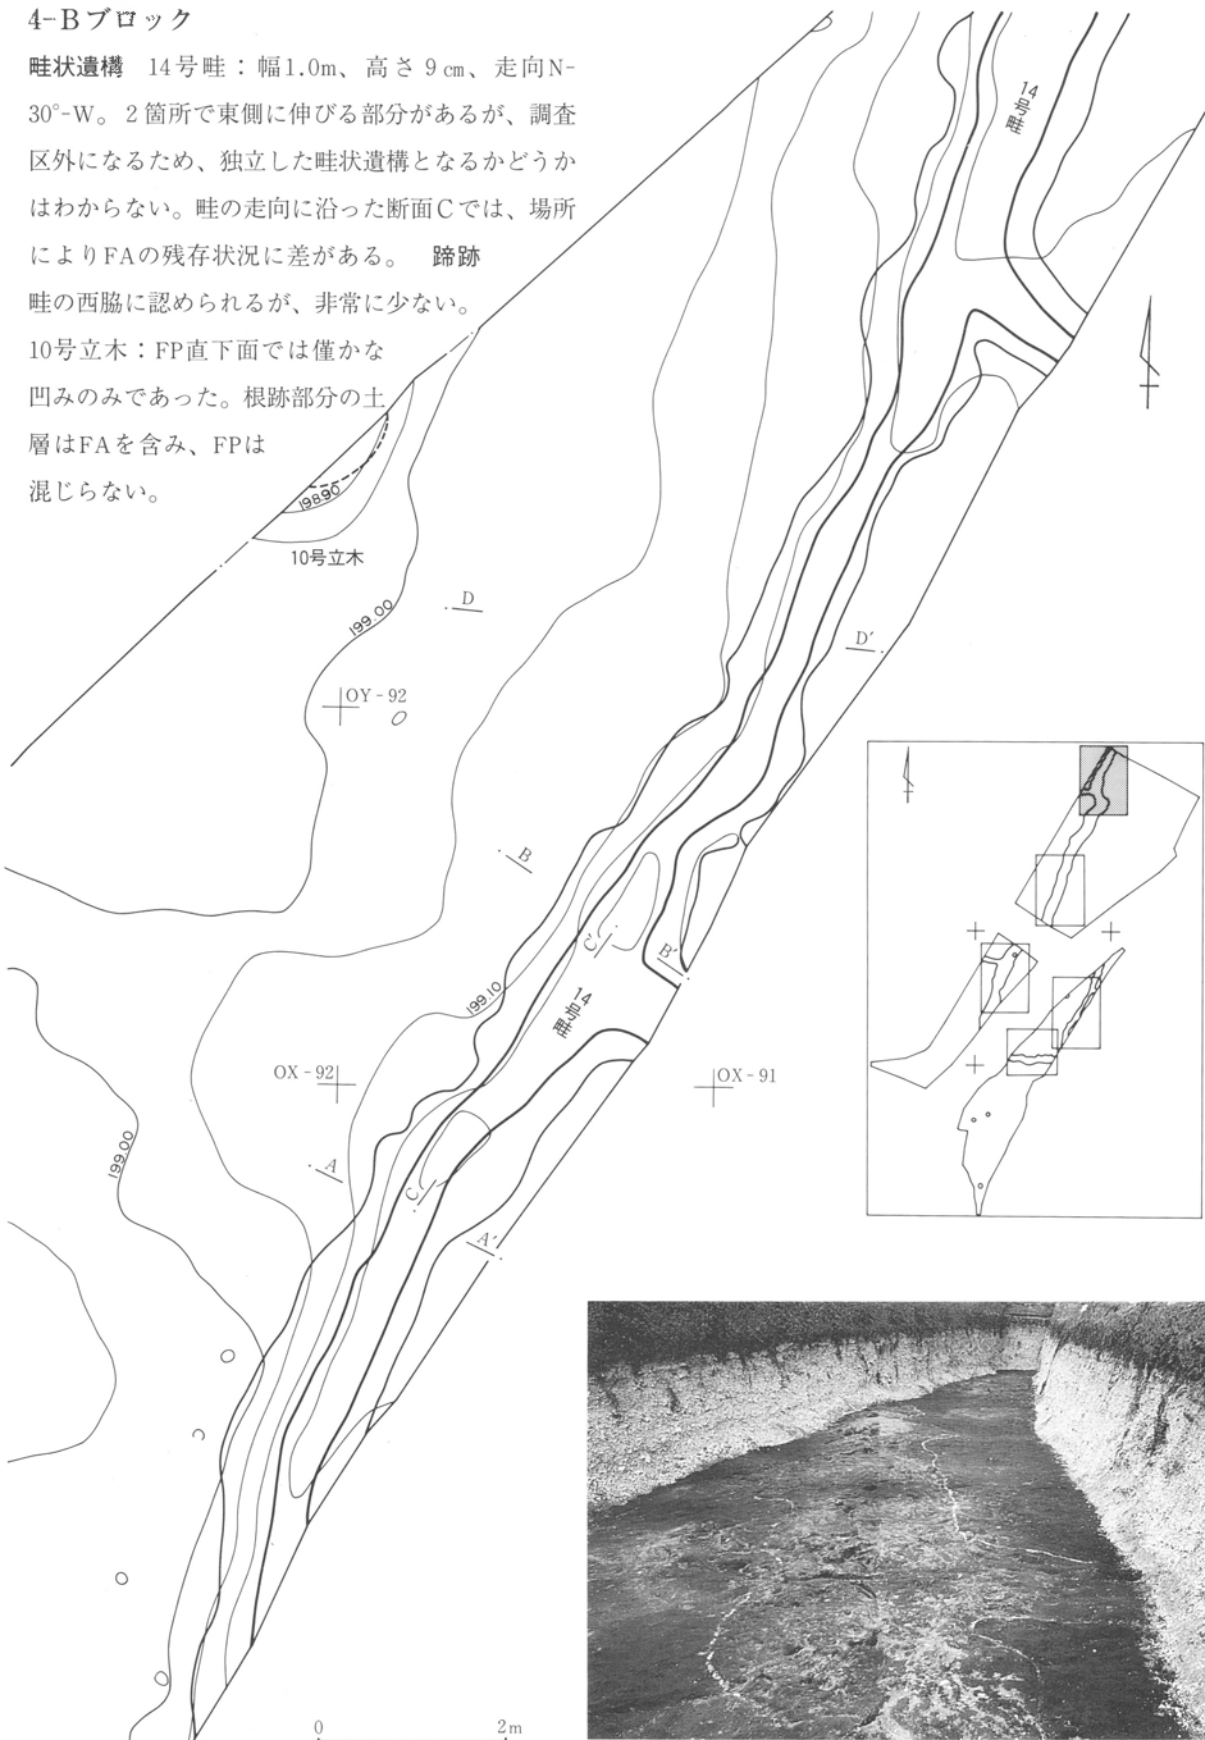 4-Bブロック
畦状遺構　14号畦：幅1.0m、高さ9㎝、走向N-
30°-W。2箇所で東側に伸びる部分があるが、調査
区外になるため、独立した畦状遺構となるかどうか
はわからない。畦の走向に沿った断面Cでは、場所
によりFAの残存状況に差がある。　蹄跡
畦の西脇に認められるが、非常に少ない。
10号立木：FP直下面では僅かな
凹みのみであった。根跡部分の土
層はFAを含み、FPは
混じらない。
14号畦
198.90
10号立木
199.00
D
D′
OY-92
B
C′
B′
199.10
14号畦
OX-92
OX-91
199.00
A
C
A′
0
2m